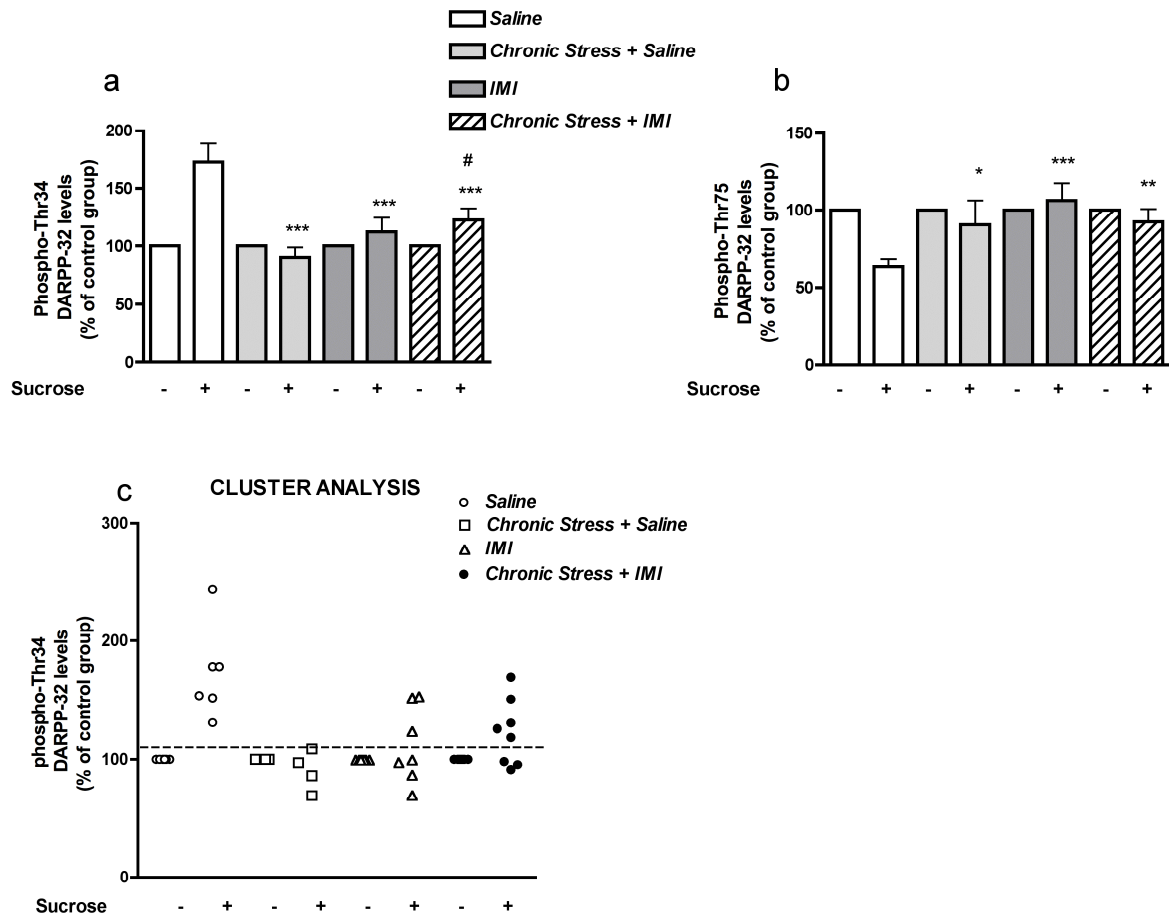 Saline
Chronic Stress + Saline
IMI
Chronic Stress + IMI
a
Phospho-Thr34
DARPP-32 levels
(% of control group)
200
150
100
50
0
***
***
#
***
Sucrose - + - + - + - +
b
Phospho-Thr75
DARPP-32 levels
(% of control group)
150
100
50
0
*
***
**
Sucrose - + - + - + - +
c
CLUSTER ANALYSIS
Saline
Chronic Stress + Saline
IMI
Chronic Stress + IMI
phospho-Thr34
DARPP-32 levels
(% of control group)
300
200
100
0
Sucrose - + - + - + - +